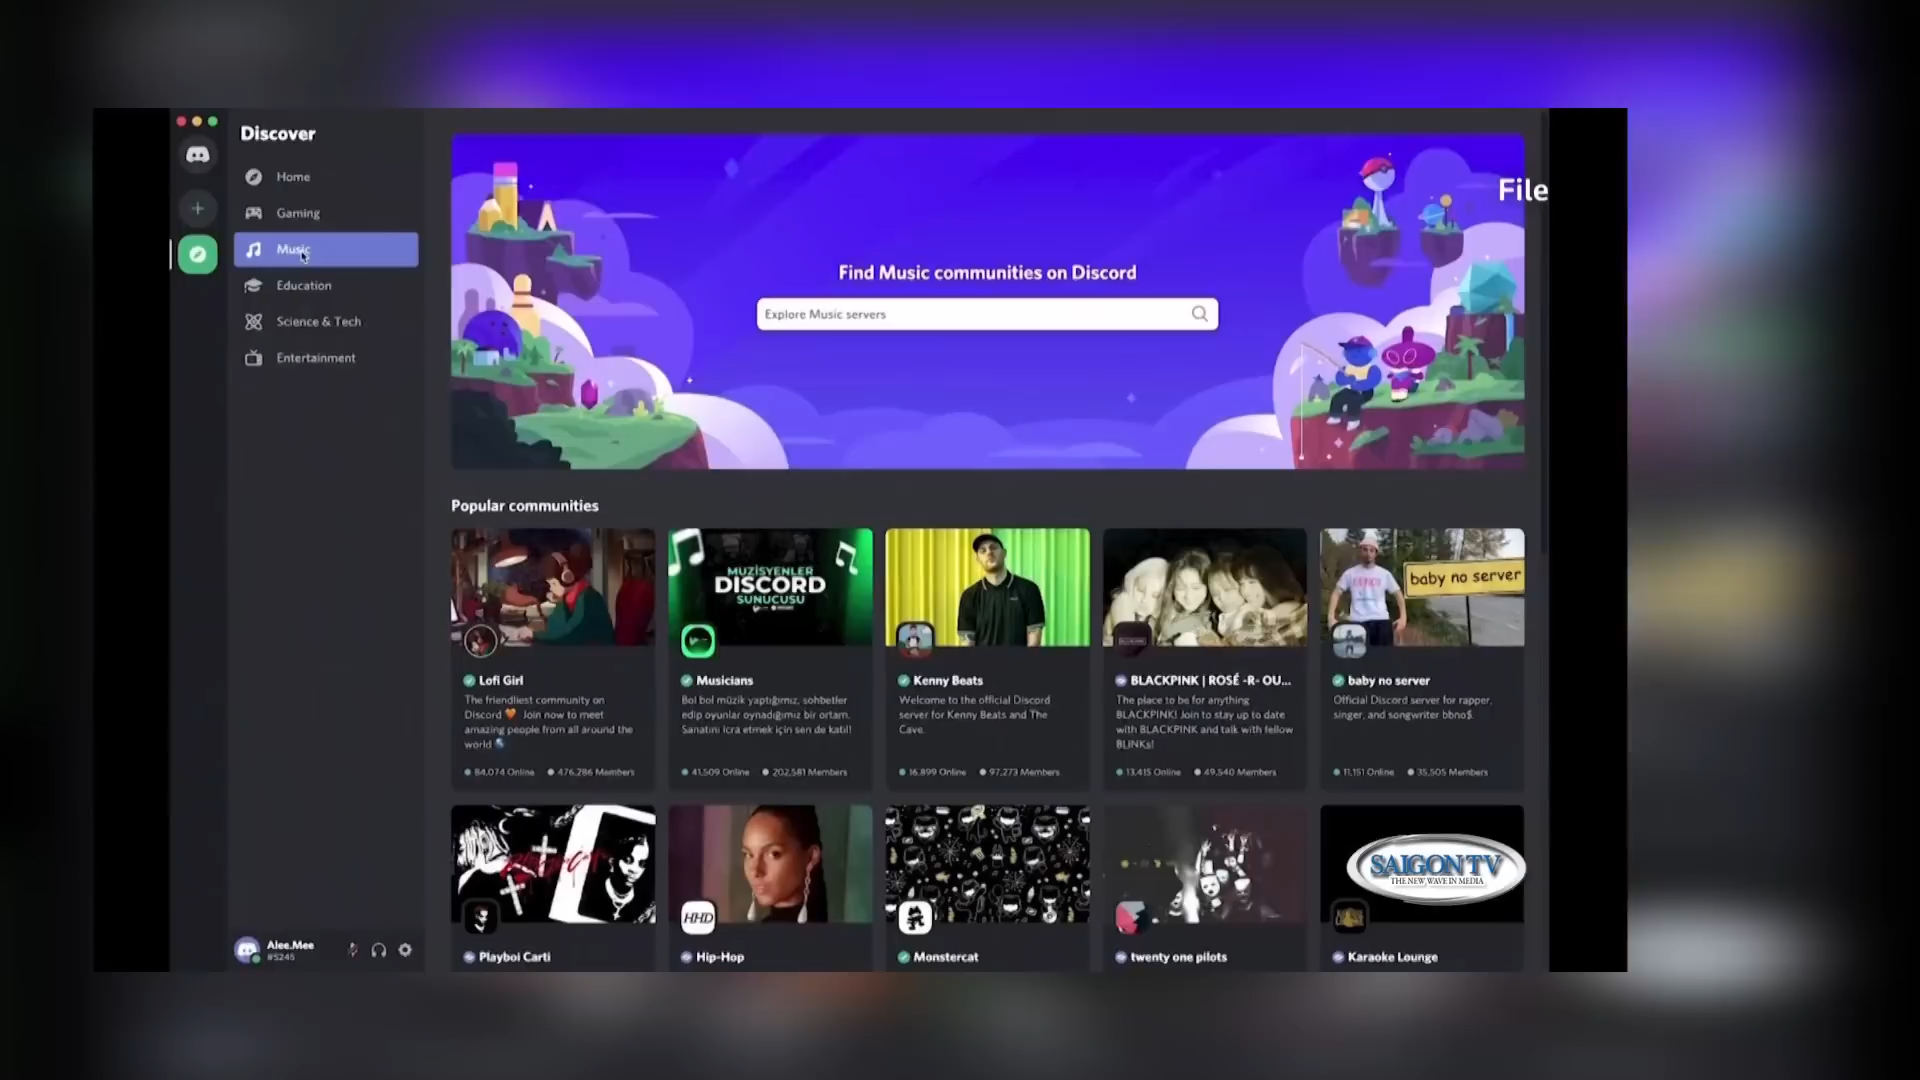 Discover
Home
Gaming
Music
Education
Science & Tech
Entertainment
File
Find Music communities on Discord
Explore Music servers
Popular communities
MUZİSYENLER
DISCORD
SUNUCUSU
baby no server
Lofi Girl
The friendliest community on
Discord 🧡 Join now to meet
amazing people from all around the
world
84,074 Online 476,286 Members
Musicians
Bol bol müzik yaptığımız, sohbetler
edip oyunlar oynadığımız bir ortam.
Sanatını icra etmek için sen de katıl!
41,509 Online 202,581 Members
Kenny Beats
Welcome to the official Discord
server for Kenny Beats and The
Cave.
16,899 Online 97,273 Members
BLACKPINK | ROSÉ -R- OU...
The place to be for anything
BLACKPINK! Join to stay up to date
with BLACKPINK and talk with fellow
BLINKs!
13,415 Online 49,540 Members
baby no server
Official Discord server for rapper,
singer, and songwriter bbno$.
11,151 Online 35,505 Members
HHD
SAIGON TV
THE NEW WAVE IN MEDIA
Playboi Carti
Hip-Hop
Monstercat
twenty one pilots
Karaoke Lounge
Alee.Mee
#5245